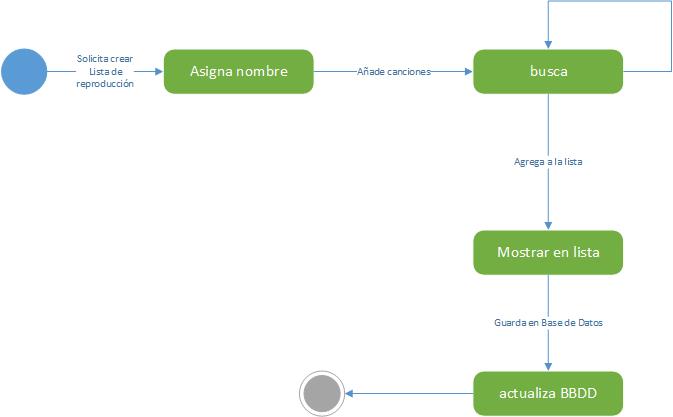 Solicita crear
Lista de
reproducción
Asigna nombre
Añade canciones
busca
Agrega a la lista
Mostrar en lista
Guarda en Base de Datos
actualiza BBDD